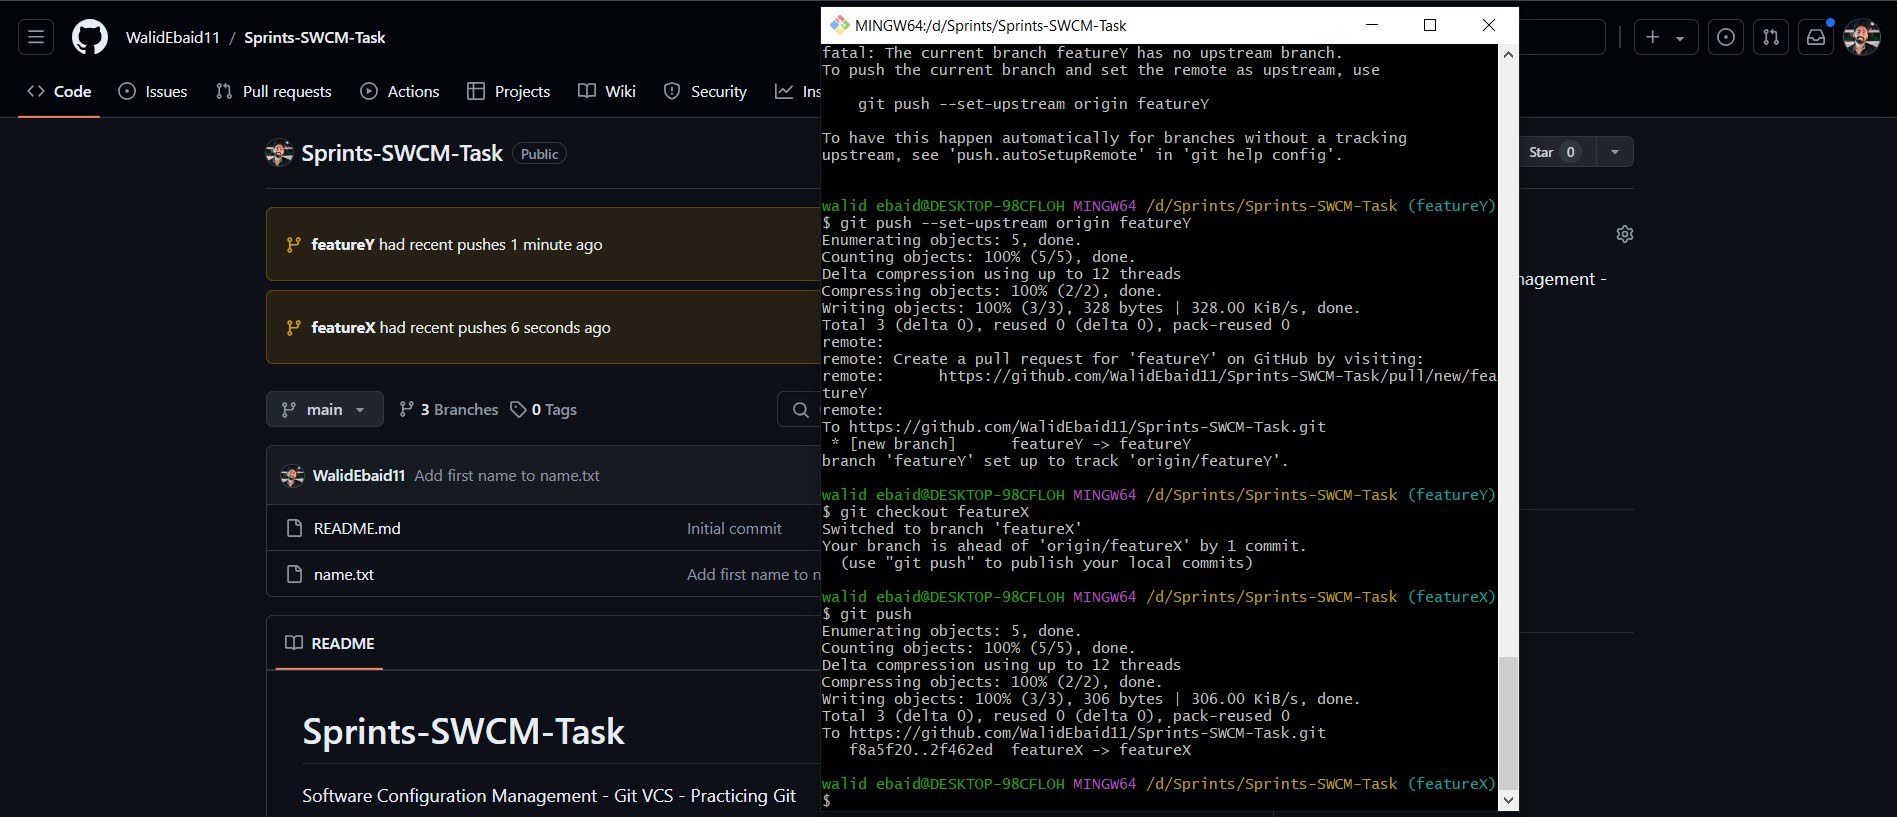 WalidEbaid11 / Sprints-SWCM-Task
Code Issues Pull requests Actions Projects Wiki Security
Sprints-SWCM-Task Public
Star 0
featureY had recent pushes 1 minute ago
featureX had recent pushes 6 seconds ago
main 3 Branches 0 Tags
WalidEbaid11 Add first name to name.txt
README.md Initial commit
name.txt Add first name to
README
Sprints-SWCM-Task
Software Configuration Management - Git VCS - Practicing Git
MINGW64:/d/Sprints/Sprints-SWCM-Task
fatal: The current branch featureY has no upstream branch.
To push the current branch and set the remote as upstream, use
git push --set-upstream origin featureY
To have this happen automatically for branches without a tracking
upstream, see 'push.autoSetupRemote' in 'git help config'.
walid ebaid@DESKTOP-98CFLOH MINGW64 /d/Sprints/Sprints-SWCM-Task (featureY)
$ git push --set-upstream origin featureY
Enumerating objects: 5, done.
Counting objects: 100% (5/5), done.
Delta compression using up to 12 threads
Compressing objects: 100% (2/2), done.
Writing objects: 100% (3/3), 328 bytes | 328.00 KiB/s, done.
Total 3 (delta 0), reused 0 (delta 0), pack-reused 0
remote:
remote: Create a pull request for 'featureY' on GitHub by visiting:
remote:      https://github.com/WalidEbaid11/Sprints-SWCM-Task/pull/new/fea
tureY
remote:
To https://github.com/WalidEbaid11/Sprints-SWCM-Task.git
* [new branch]      featureY -> featureY
branch 'featureY' set up to track 'origin/featureY'.
walid ebaid@DESKTOP-98CFLOH MINGW64 /d/Sprints/Sprints-SWCM-Task (featureY)
$ git checkout featureX
Switched to branch 'featureX'
Your branch is ahead of 'origin/featureX' by 1 commit.
(use "git push" to publish your local commits)
walid ebaid@DESKTOP-98CFLOH MINGW64 /d/Sprints/Sprints-SWCM-Task (featureX)
$ git push
Enumerating objects: 5, done.
Counting objects: 100% (5/5), done.
Delta compression using up to 12 threads
Compressing objects: 100% (2/2), done.
Writing objects: 100% (3/3), 306 bytes | 306.00 KiB/s, done.
Total 3 (delta 0), reused 0 (delta 0), pack-reused 0
To https://github.com/WalidEbaid11/Sprints-SWCM-Task.git
f8a5f20..2f462ed  featureX -> featureX
walid ebaid@DESKTOP-98CFLOH MINGW64 /d/Sprints/Sprints-SWCM-Task (featureX)
$
nagement -